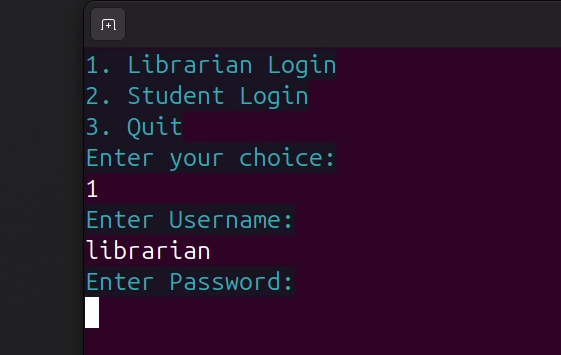 1. Librarian Login
2. Student Login
3. Quit
Enter your choice:
1
Enter Username:
librarian
Enter Password: